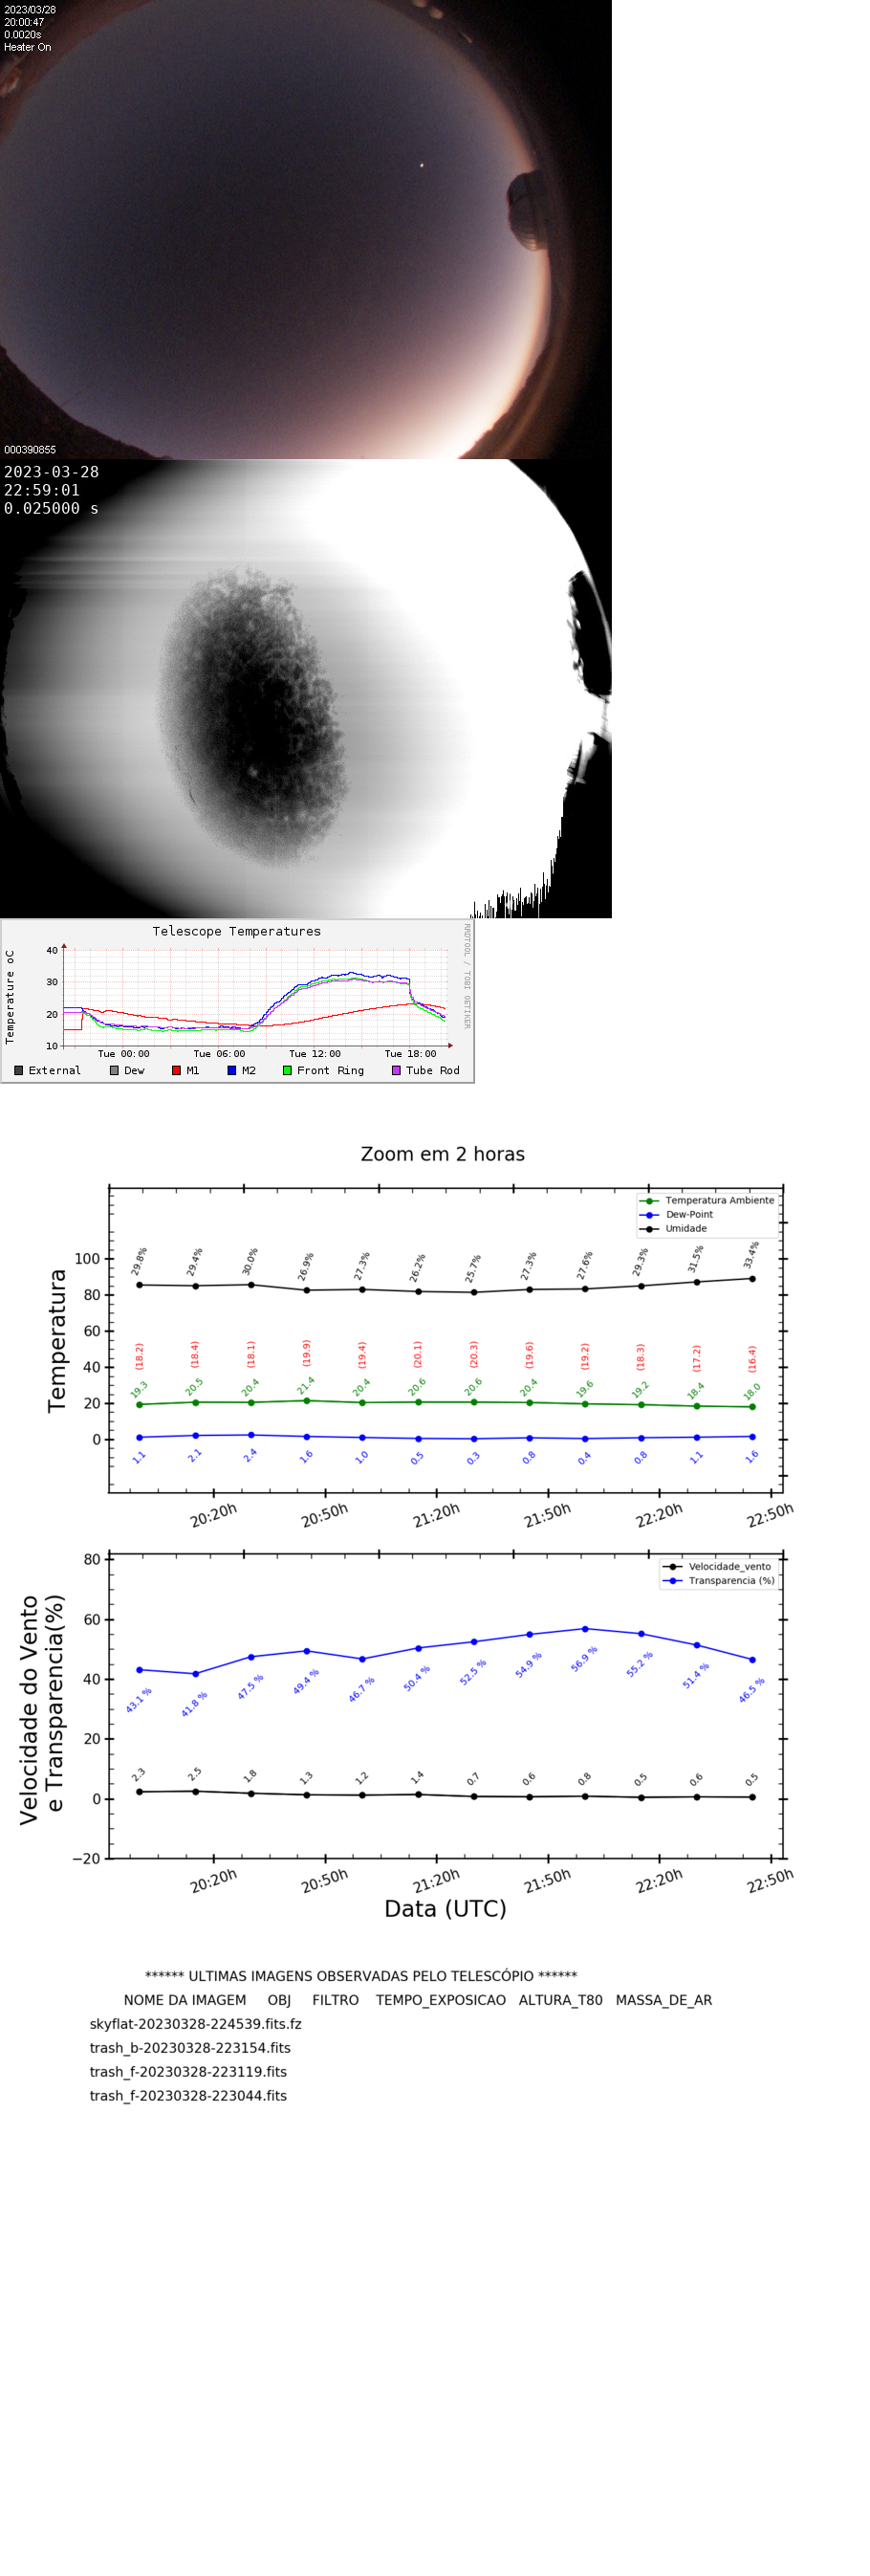 2023/03/28
20:00:47
0.0020s
Heater On
000390855
2023-03-28
22:59:01
0.025000 s
Telescope Temperatures
RRDTOOL / TOBI OETIKER
Temperature oC
40
30
20
10
Tue 00:00 Tue 06:00 Tue 12:00 Tue 18:00
External Dew M1 M2 Front Ring Tube Rod
Zoom em 2 horas
Temperatura Ambiente
Dew-Point
Umidade
Temperatura
100
80
60
40
20
0
29.8% 29.4% 30.0% 26.9% 27.3% 26.2% 25.7% 27.3% 27.6% 29.3% 31.5% 33.4%
(18.2) (18.4) (18.1) (19.9) (19.4) (20.1) (20.3) (19.6) (19.2) (18.3) (17.2) (16.4)
19.3 20.5 20.4 21.4 20.4 20.6 20.6 20.4 19.6 19.2 18.4 18.0
1.1 2.1 2.4 1.6 1.0 0.5 0.3 0.8 0.4 0.8 1.1 1.6
20:20h 20:50h 21:20h 21:50h 22:20h 22:50h
Velocidade_vento
Transparencia (%)
Velocidade do Vento
e Transparencia(%)
80
60
40
20
0
−20
43.1 % 41.8 % 47.5 % 49.4 % 46.7 % 50.4 % 52.5 % 54.9 % 56.9 % 55.2 % 51.4 % 46.5 %
2.3 2.5 1.8 1.3 1.2 1.4 0.7 0.6 0.8 0.5 0.6 0.5
20:20h 20:50h 21:20h 21:50h 22:20h 22:50h
Data (UTC)
****** ULTIMAS IMAGENS OBSERVADAS PELO TELESCÓPIO ******
NOME DA IMAGEM OBJ FILTRO TEMPO_EXPOSICAO ALTURA_T80 MASSA_DE_AR
skyflat-20230328-224539.fits.fz
trash_b-20230328-223154.fits
trash_f-20230328-223119.fits
trash_f-20230328-223044.fits